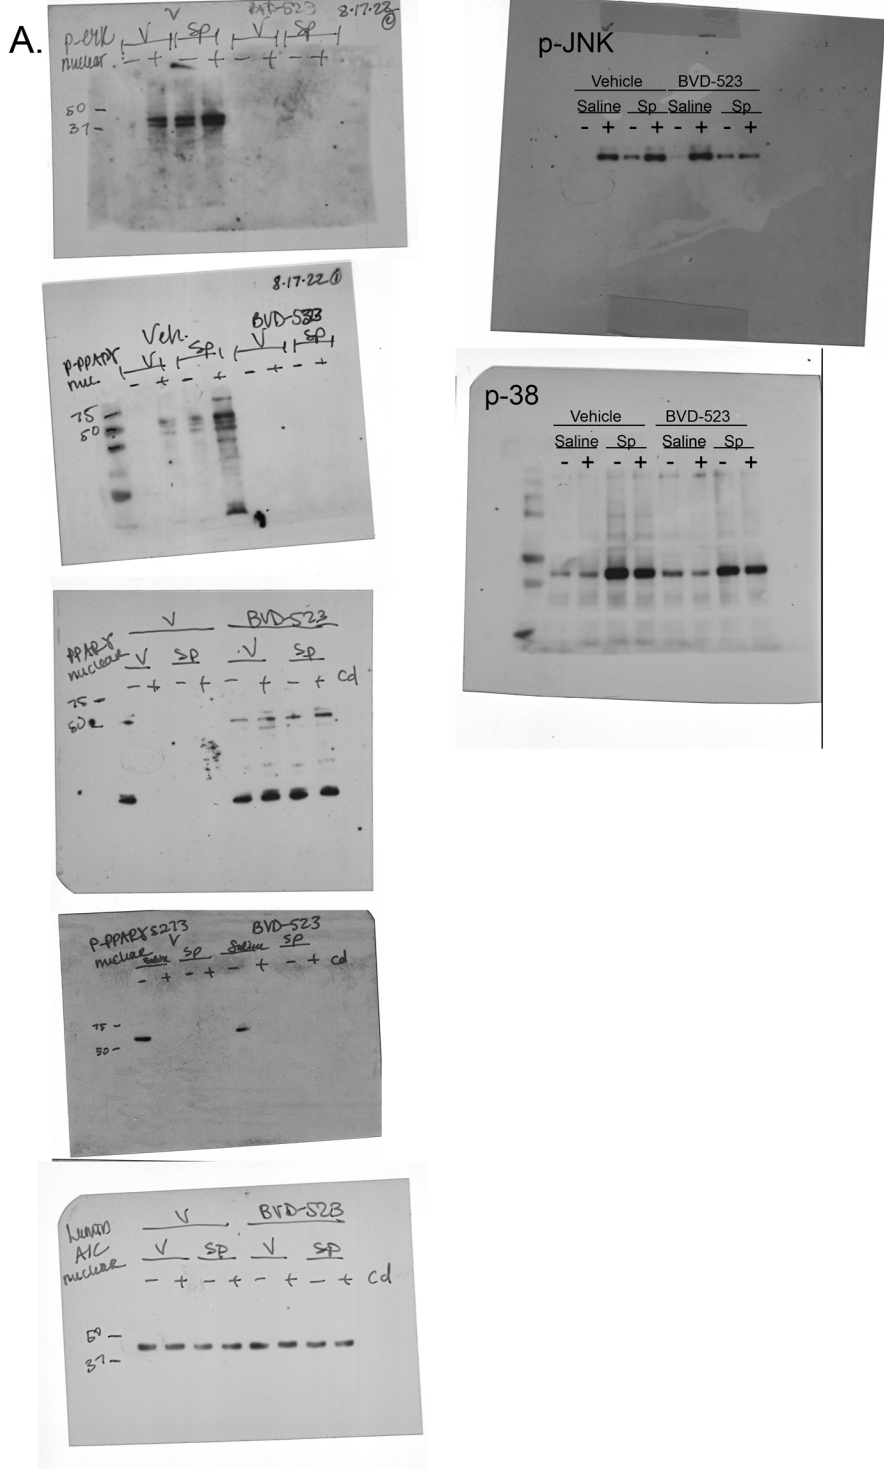 A.
V BVD-523 8.17.22
p-erk V SP V SP 2
nuclear - + - + - + - +
50 -
37 -
8.17.22 1
Veh. BVD-523
P-PPARγ V SP V SP
nuc - + - + - + - +
75
50
V BVD-523
PPARγ
nuclear V SP V SP
- + - + - + - + Cd
75 -
50
P-PPARγ S273 V BVD-523
nuclear Saline SP Saline SP
- + - + - + - + Cd
75 -
50 -
V BVD-523
A/C
nuclear V SP V SP
- + - + - + - + Cd
50 -
37 -
p-JNK
Vehicle BVD-523
Saline Sp Saline Sp
- + - + - + - +
p-38
Vehicle BVD-523
Saline Sp Saline Sp
- + - + - + - +